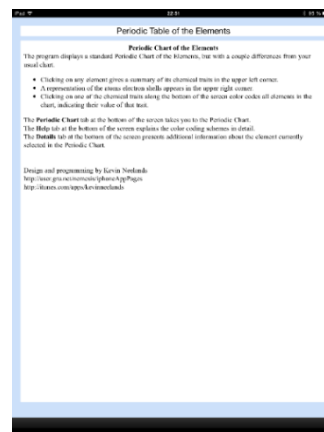 iPad 22:51
Periodic Table of the Elements
Periodic Chart of the Elements
The program displays a standard Periodic Chart of the Elements, but with a couple differences from your
usual chart.
• Clicking on any element gives a summary of its chemical traits in the upper left corner.
• A representation of the atoms electron shells appears in the upper right corner.
• Clicking on one of the chemical traits along the bottom of the screen color codes all elements in the
chart, indicating their value of that trait.
The Periodic Chart tab at the bottom of the screen takes you to the Periodic Chart.
The Help tab at the bottom of the screen explains the color coding schemes in detail.
The Details tab at the bottom of the screen presents additional information about the element currently
selected in the Periodic Chart.
Design and programming by Kevin Neelands